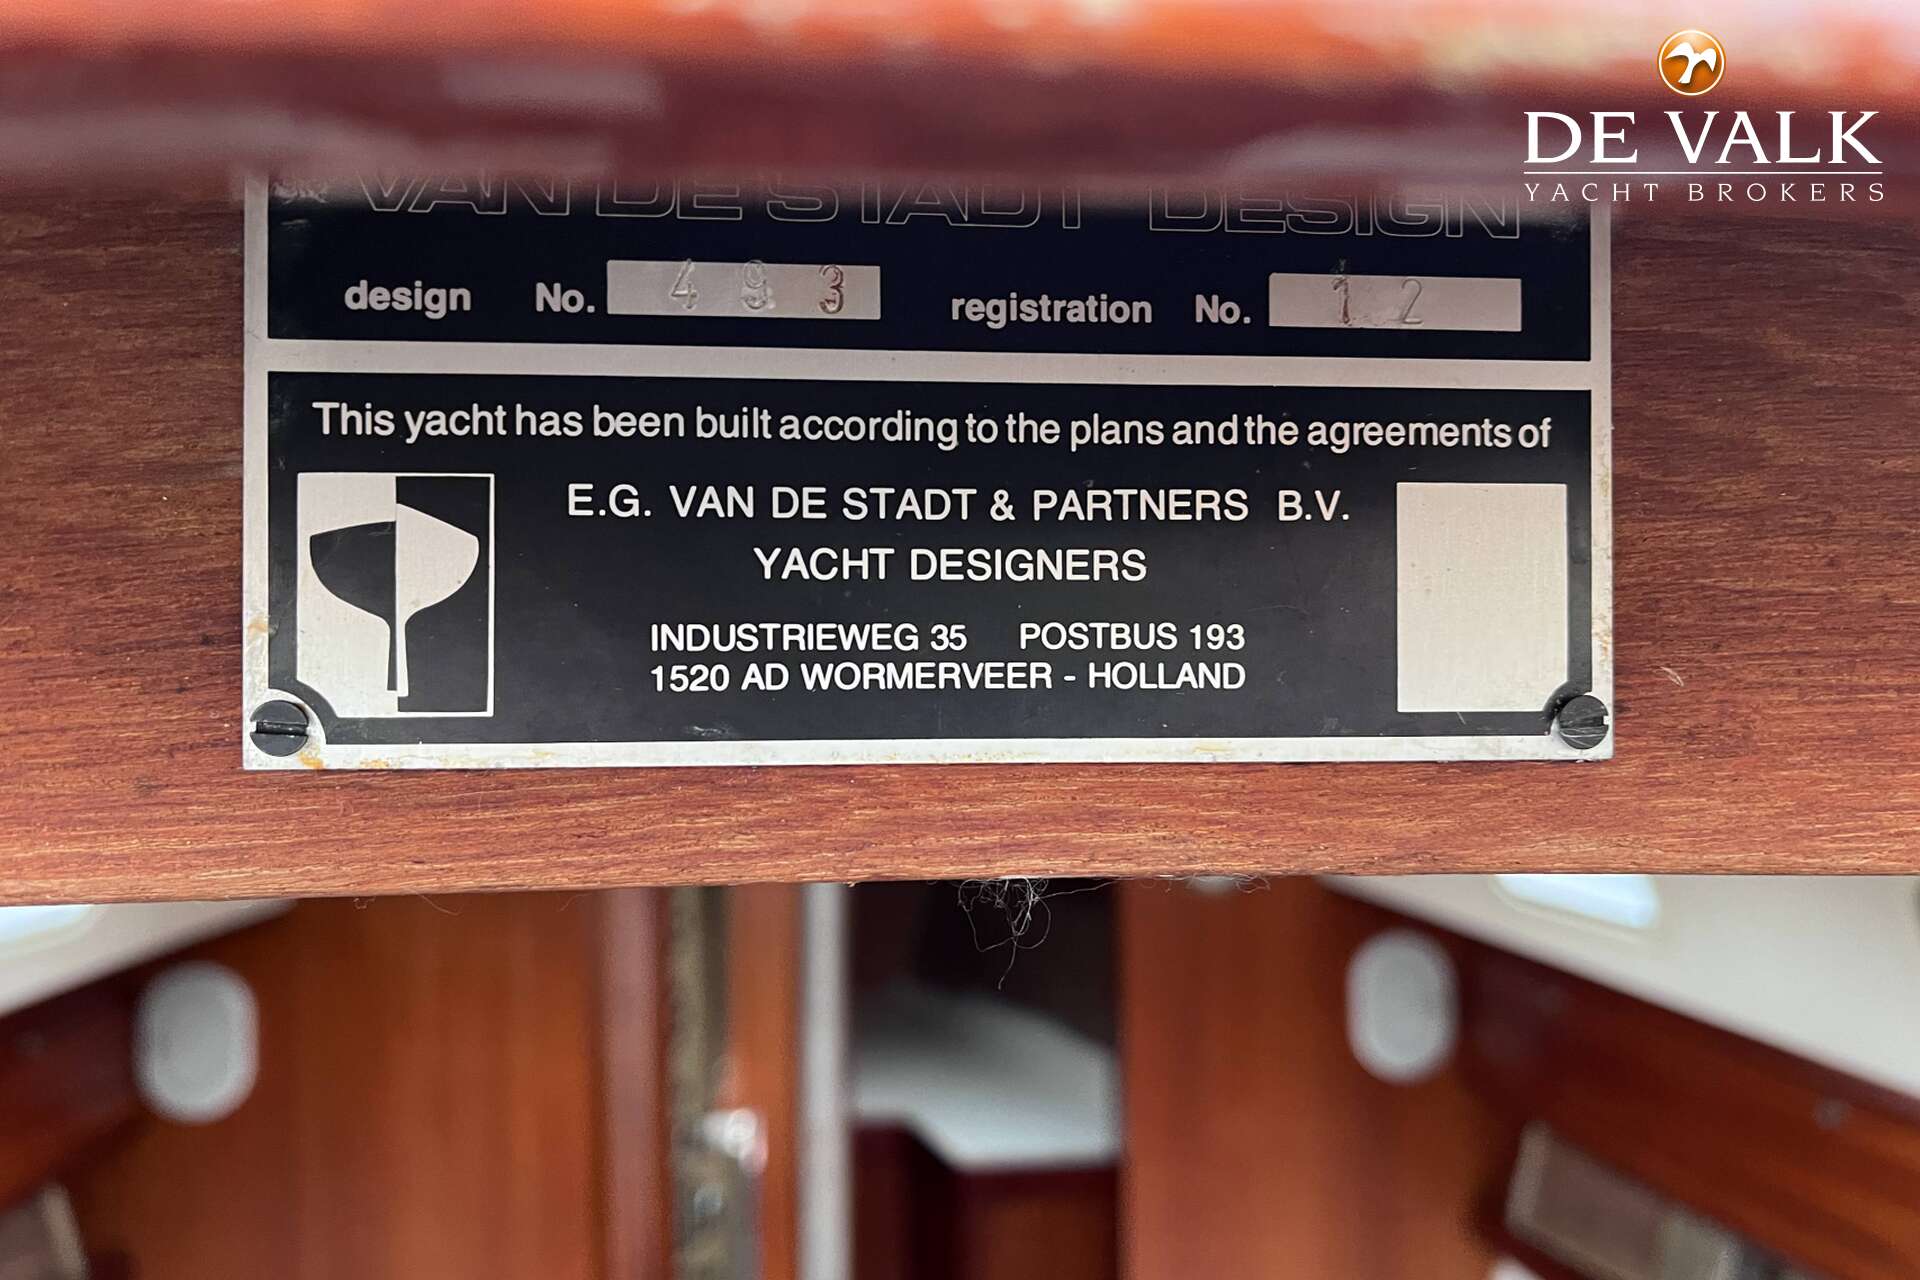 DE VALK
YACHT BROKERS
VAN DE STADT DESIGN
design No. 493 registration No. 12
This yacht has been built according to the plans and the agreements of
E.G. VAN DE STADT & PARTNERS B.V.
YACHT DESIGNERS
INDUSTRIEWEG 35 POSTBUS 193
1520 AD WORMERVEER - HOLLAND